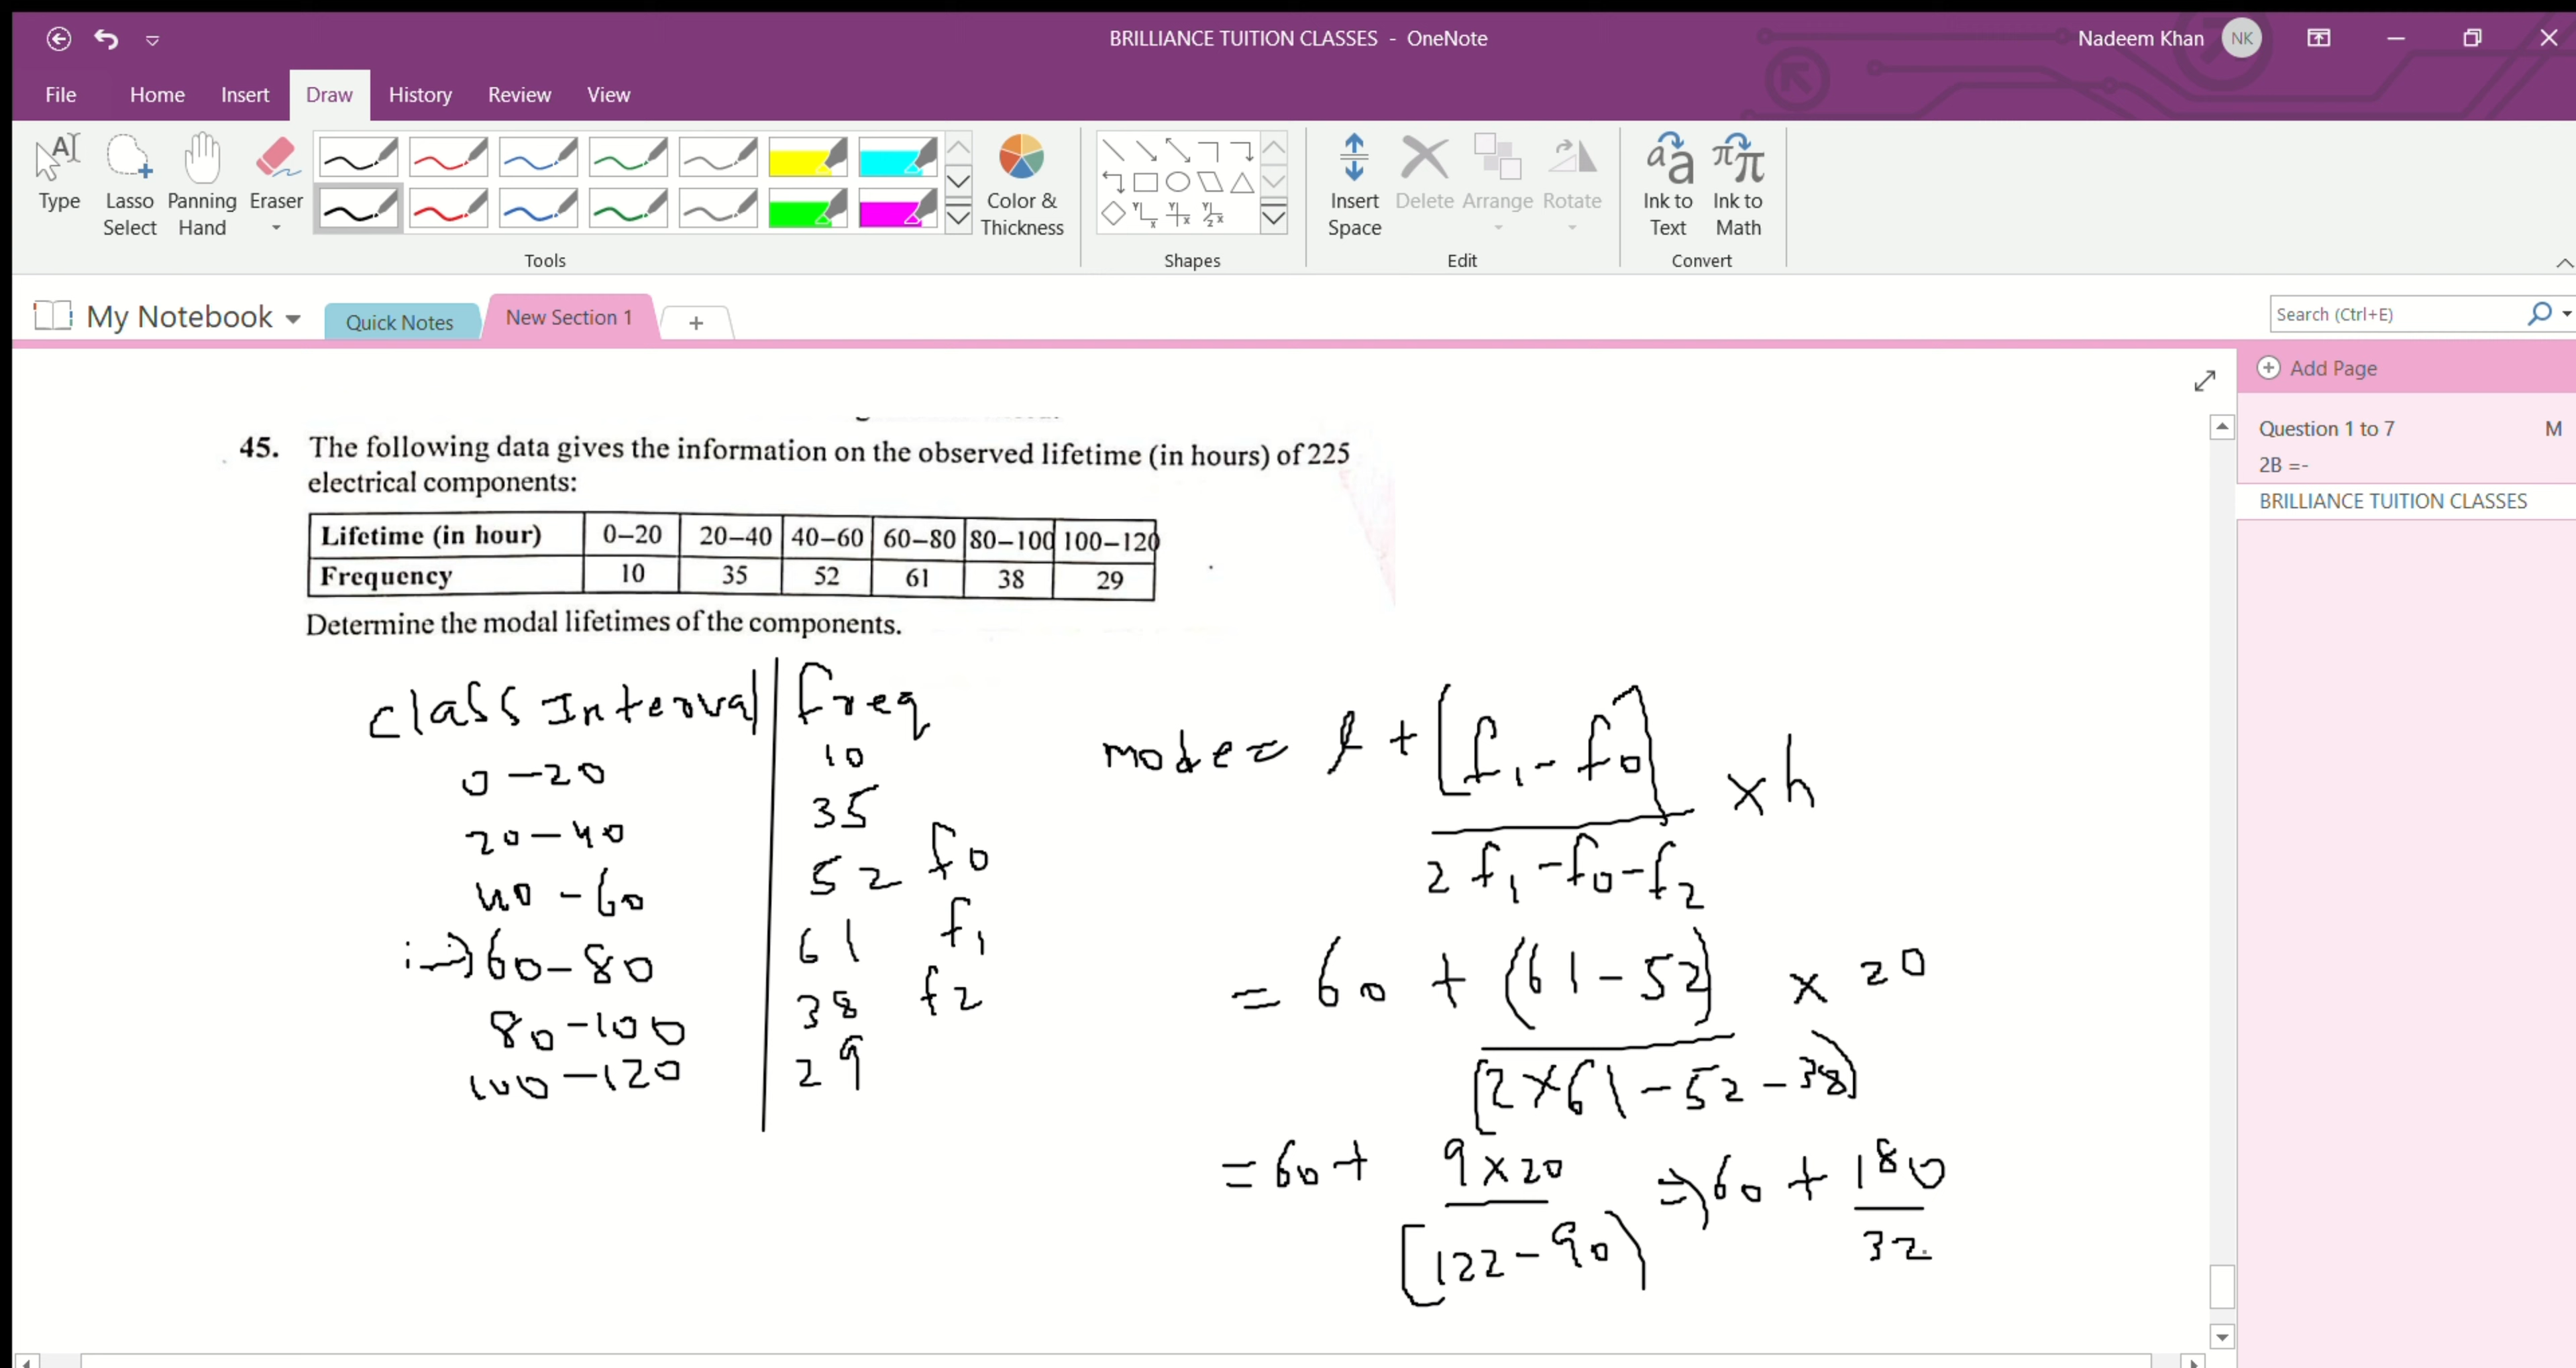 BRILLIANCE TUITION CLASSES - OneNote
Nadeem Khan NK
File Home Insert Draw History Review View
Type Lasso Select Panning Hand Eraser Color & Thickness Insert Space Delete Arrange Rotate Ink to Text Ink to Math
Tools Shapes Edit Convert
My Notebook Quick Notes New Section 1 +
Search (Ctrl+E)
Add Page
Question 1 to 7 M
2B =-
BRILLIANCE TUITION CLASSES
45. The following data gives the information on the observed lifetime (in hours) of 225
electrical components:
Lifetime (in hour) 0–20 20–40 40–60 60–80 80–100 100–120
Frequency 10 35 52 61 38 29
Determine the modal lifetimes of the components.
class Interval freq
0-20 10
20-40 35
40-60 52 f0
60-80 61 f1
80-100 38 f2
100-120 29
mode = l + [f1 - f0] × h
2f1 - f0 - f2
= 60 + (61-52) × 20
(2×61-52-38)
= 60 + 9×20 ⇒ 60 + 180
[122-90) 32